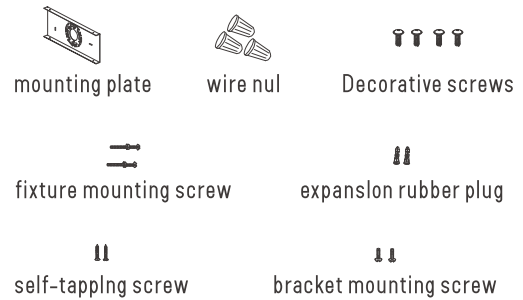 mounting plate
wire nul
Decorative screws
fixture mounting screw
expanslon rubber plug
self-tapplng screw
bracket mounting screw